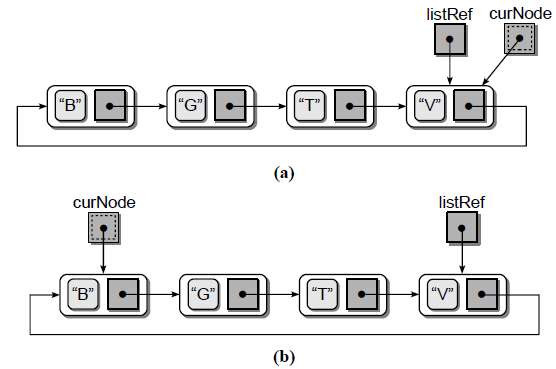 listRef curNode
“B” “G” “T” “V”
(a)
curNode listRef
“B” “G” “T” “V”
(b)